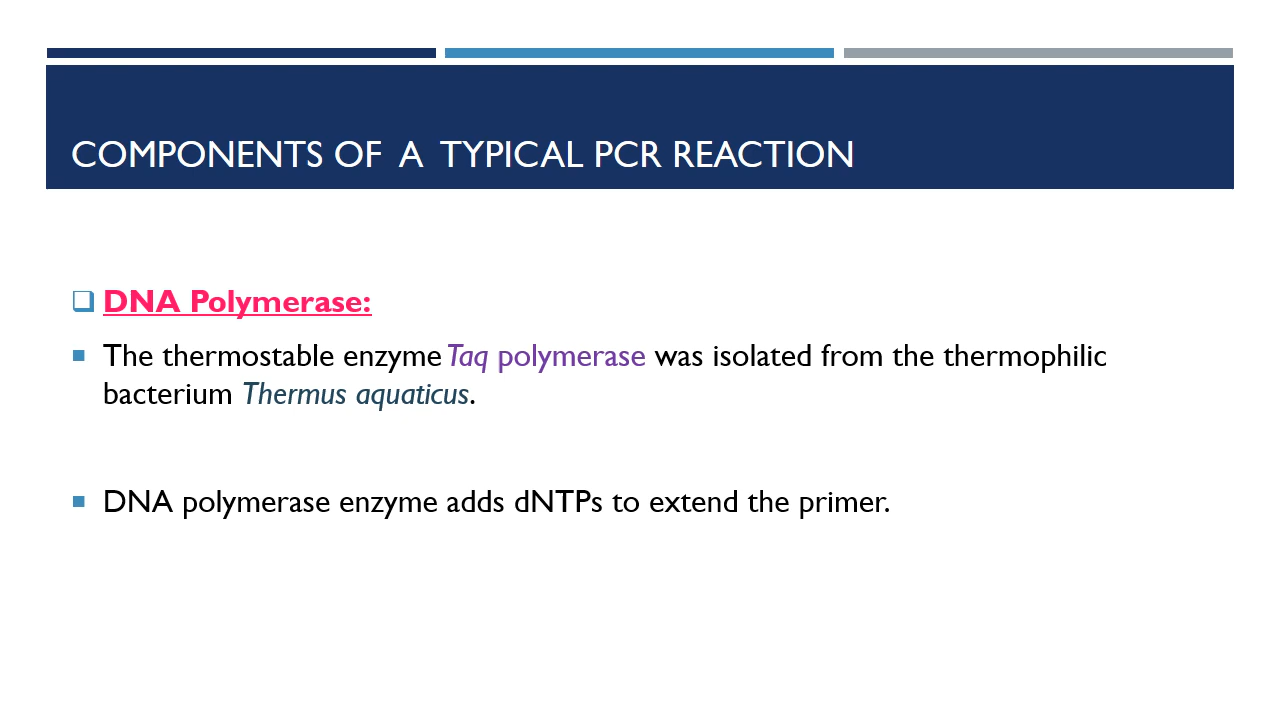 COMPONENTS OF A TYPICAL PCR REACTION
DNA Polymerase:
The thermostable enzyme Taq polymerase was isolated from the thermophilic
bacterium Thermus aquaticus.
DNA polymerase enzyme adds dNTPs to extend the primer.